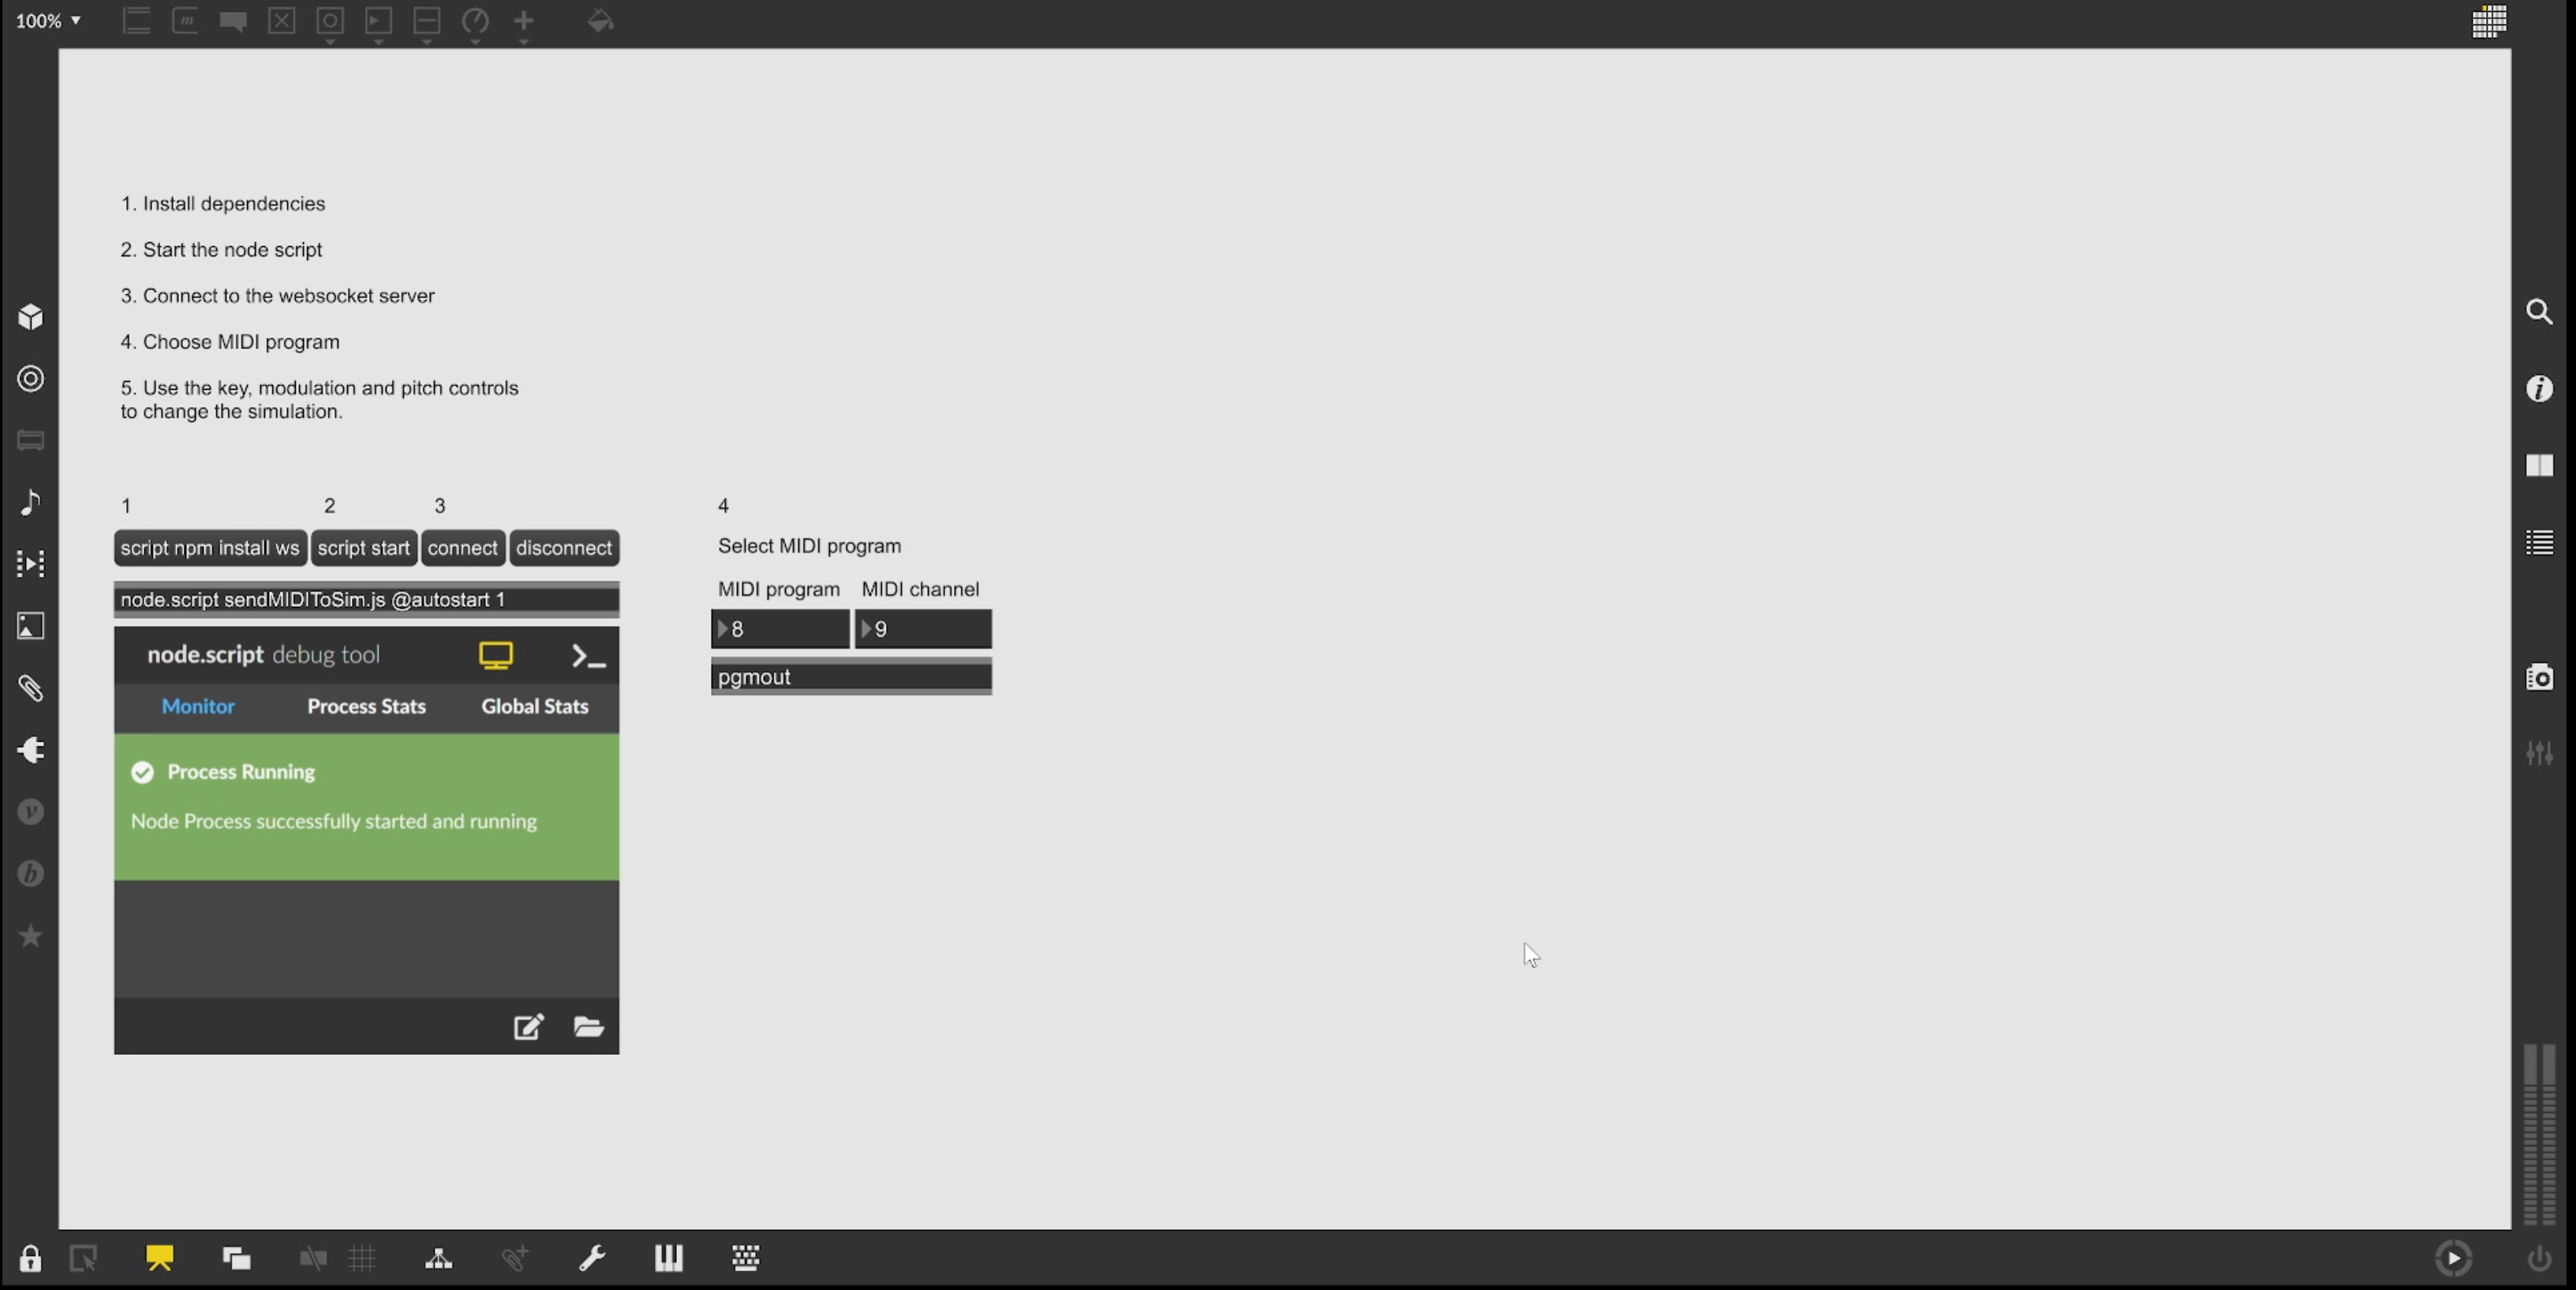 100%
1. Install dependencies
2. Start the node script
3. Connect to the websocket server
4. Choose MIDI program
5. Use the key, modulation and pitch controls
to change the simulation.
1 2 3
script npm install ws script start connect disconnect
node.script sendMIDIToSim.js @autostart 1
node.script debug tool
Monitor Process Stats Global Stats
Process Running
Node Process successfully started and running
4
Select MIDI program
MIDI program MIDI channel
8 9
pgmout